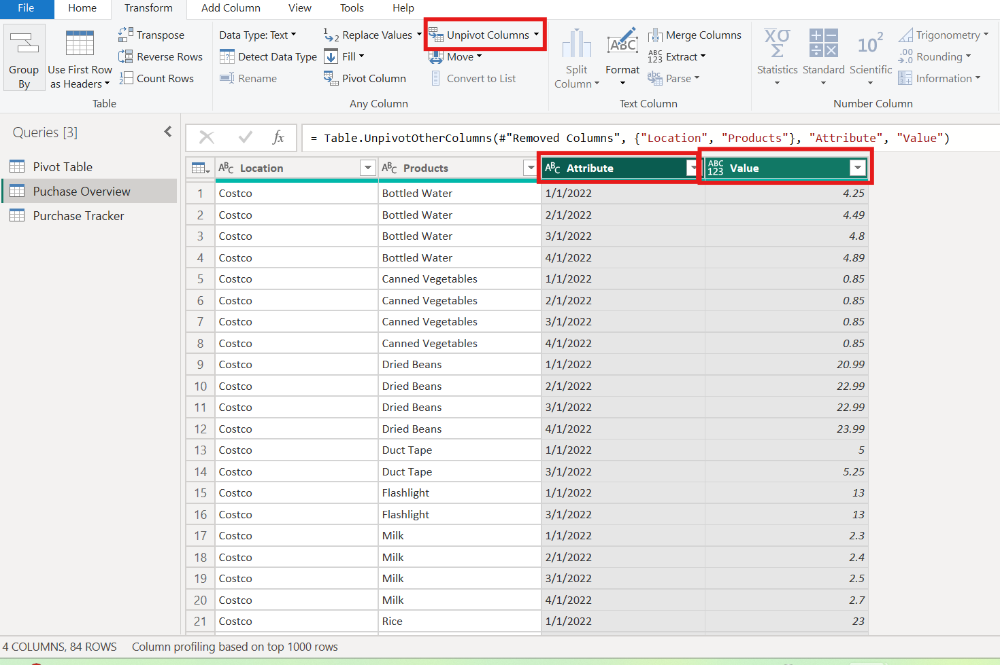 File Home Transform Add Column View Tools Help
Group By
Use First Row as Headers
Transpose
Reverse Rows
Count Rows
Table
Data Type: Text
Detect Data Type
Rename
Replace Values
Fill
Pivot Column
Unpivot Columns
Move
Convert to List
Any Column
Split Column
Format
Merge Columns
Extract
Parse
Text Column
Statistics
Standard
Scientific
Trigonometry
Rounding
Information
Number Column
Queries [3]
Pivot Table
Puchase Overview
Purchase Tracker
fx = Table.UnpivotOtherColumns(#"Removed Columns", {"Location", "Products"}, "Attribute", "Value")
ABC Location ABC Products ABC Attribute ABC 123 Value
1 Costco Bottled Water 1/1/2022 4.25
2 Costco Bottled Water 2/1/2022 4.49
3 Costco Bottled Water 3/1/2022 4.8
4 Costco Bottled Water 4/1/2022 4.89
5 Costco Canned Vegetables 1/1/2022 0.85
6 Costco Canned Vegetables 2/1/2022 0.85
7 Costco Canned Vegetables 3/1/2022 0.85
8 Costco Canned Vegetables 4/1/2022 0.85
9 Costco Dried Beans 1/1/2022 20.99
10 Costco Dried Beans 2/1/2022 22.99
11 Costco Dried Beans 3/1/2022 22.99
12 Costco Dried Beans 4/1/2022 23.99
13 Costco Duct Tape 1/1/2022 5
14 Costco Duct Tape 3/1/2022 5.25
15 Costco Flashlight 1/1/2022 13
16 Costco Flashlight 3/1/2022 13
17 Costco Milk 1/1/2022 2.3
18 Costco Milk 2/1/2022 2.4
19 Costco Milk 3/1/2022 2.5
20 Costco Milk 4/1/2022 2.7
21 Costco Rice 1/1/2022 23
4 COLUMNS, 84 ROWS Column profiling based on top 1000 rows